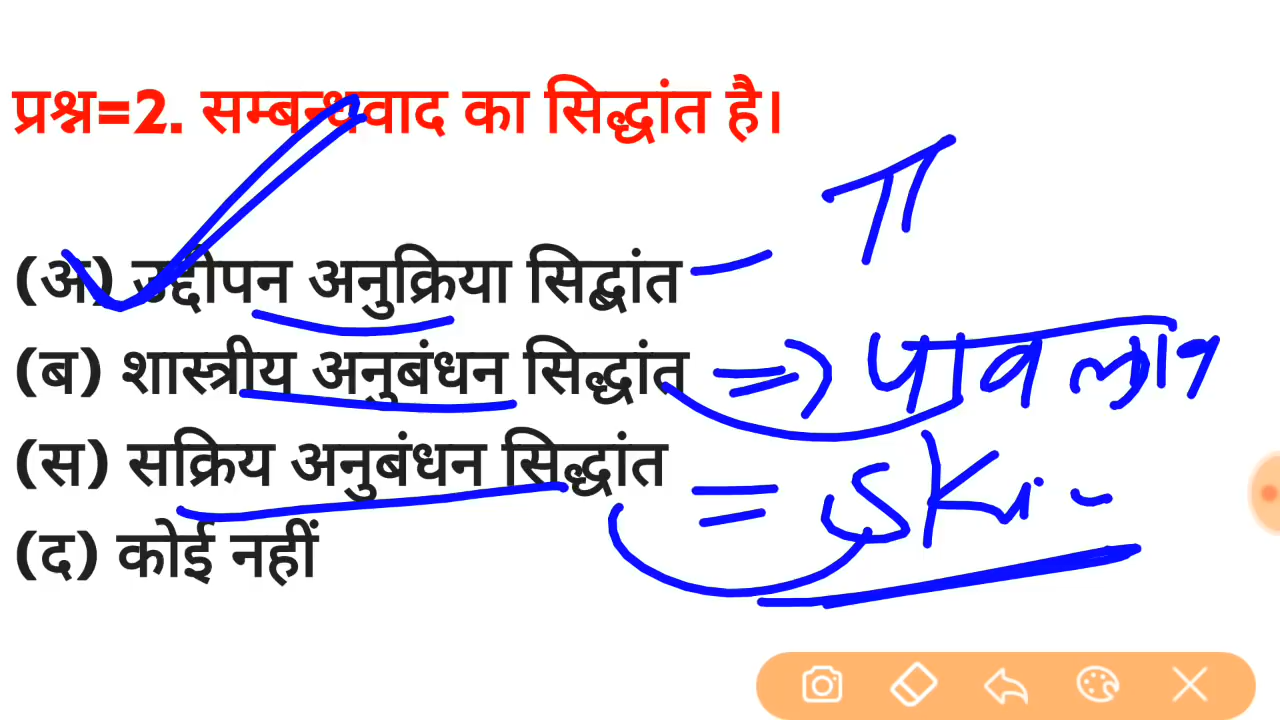 प्रश्न=2. सम्बन्धवाद का सिद्धांत है।
(अ) उद्दीपन अनुक्रिया सिद्बांत –
(ब) शास्त्रीय अनुबंधन सिद्धांत => पावलाव
(स) सक्रिय अनुबंधन सिद्धांत = Ski -
(द) कोई नहीं